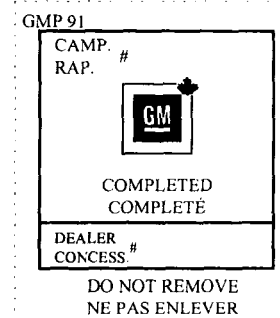 GMP 91
CAMP. #
RAP.
GM
COMPLETED
COMPLETÉ
DEALER #
CONCESS.
DO NOT REMOVE
NE PAS ENLEVER